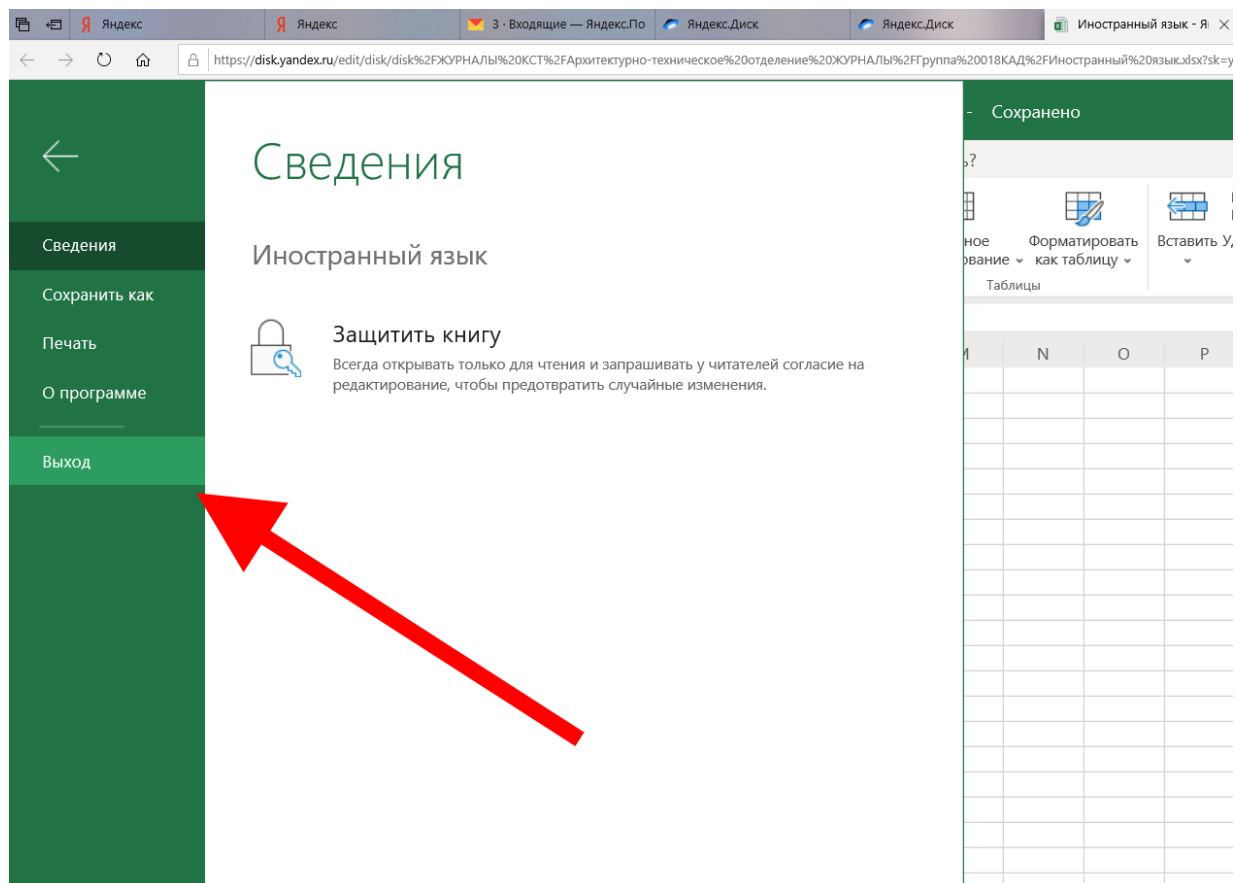 Яндекс
Яндекс
3 · Входящие — Яндекс.По
Яндекс.Диск
Яндекс.Диск
Иностранный язык - Я
https://disk.yandex.ru/edit/disk/disk%2FЖУРНАЛЫ%20КСТ%2FАрхитектурно-техническое%20отделение%20ЖУРНАЛЫ%2FГруппа%20018КАД%2FИностранный%20язык.xlsx?sk=y
- Сохранено
Сведения
Сохранить как
Печать
О программе
Выход
Сведения
Иностранный язык
Защитить книгу
Всегда открывать только для чтения и запрашивать у читателей согласие на
редактирование, чтобы предотвратить случайные изменения.
Форматировать
как таблицу
Вставить
Таблицы
N O P